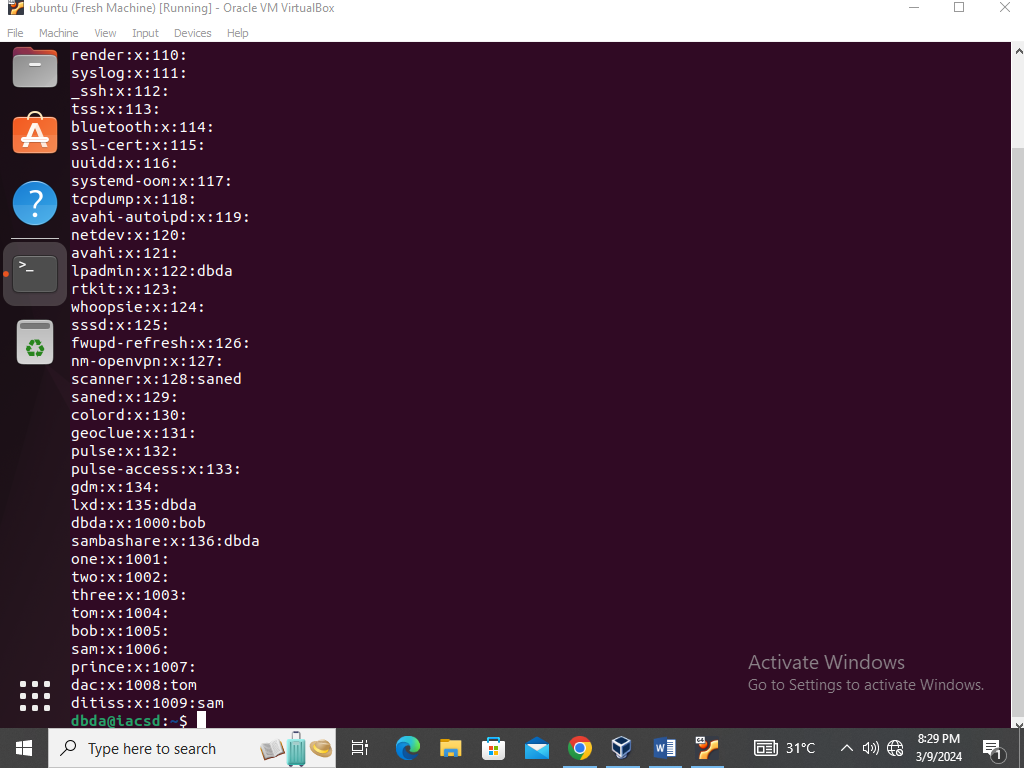 ubuntu (Fresh Machine) [Running] - Oracle VM VirtualBox
File Machine View Input Devices Help
render:x:110:
syslog:x:111:
_ssh:x:112:
tss:x:113:
bluetooth:x:114:
ssl-cert:x:115:
uuidd:x:116:
systemd-oom:x:117:
tcpdump:x:118:
avahi-autoipd:x:119:
netdev:x:120:
avahi:x:121:
lpadmin:x:122:dbda
rtkit:x:123:
whoopsie:x:124:
sssd:x:125:
fwupd-refresh:x:126:
nm-openvpn:x:127:
scanner:x:128:saned
saned:x:129:
colord:x:130:
geoclue:x:131:
pulse:x:132:
pulse-access:x:133:
gdm:x:134:
lxd:x:135:dbda
dbda:x:1000:bob
sambashare:x:136:dbda
one:x:1001:
two:x:1002:
three:x:1003:
tom:x:1004:
bob:x:1005:
sam:x:1006:
prince:x:1007:
dac:x:1008:tom
ditiss:x:1009:sam
dbda@iacsd:~$
Activate Windows
Go to Settings to activate Windows.
Type here to search
31°C
8:29 PM
3/9/2024
1